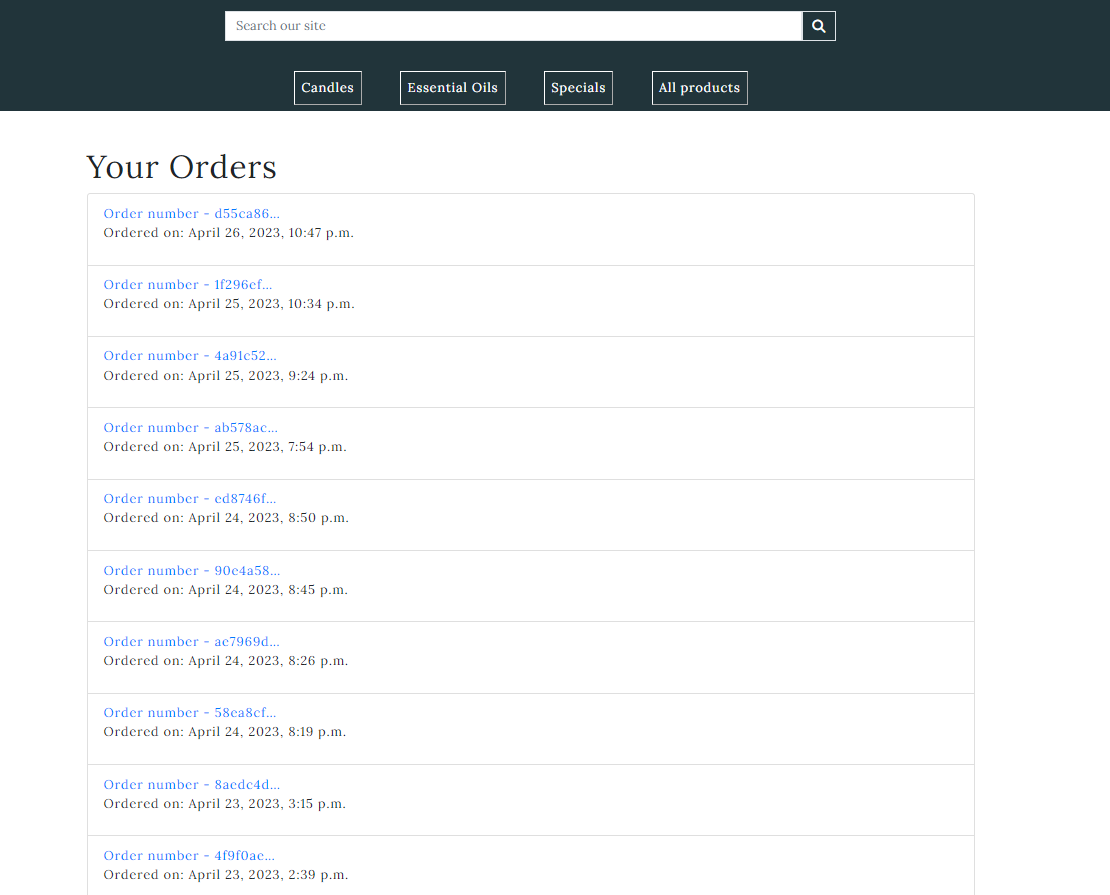 Search our site
Candles
Essential Oils
Specials
All products
Your Orders
Order number - d55ca86...
Ordered on: April 26, 2023, 10:47 p.m.
Order number - 1f296ef...
Ordered on: April 25, 2023, 10:34 p.m.
Order number - 4a91c52...
Ordered on: April 25, 2023, 9:24 p.m.
Order number - ab578ac...
Ordered on: April 25, 2023, 7:54 p.m.
Order number - ed8746f...
Ordered on: April 24, 2023, 8:50 p.m.
Order number - 90e4a58...
Ordered on: April 24, 2023, 8:45 p.m.
Order number - ae7969d...
Ordered on: April 24, 2023, 8:26 p.m.
Order number - 58ea8cf...
Ordered on: April 24, 2023, 8:19 p.m.
Order number - 8aedc4d...
Ordered on: April 23, 2023, 3:15 p.m.
Order number - 4f9f0ae...
Ordered on: April 23, 2023, 2:39 p.m.